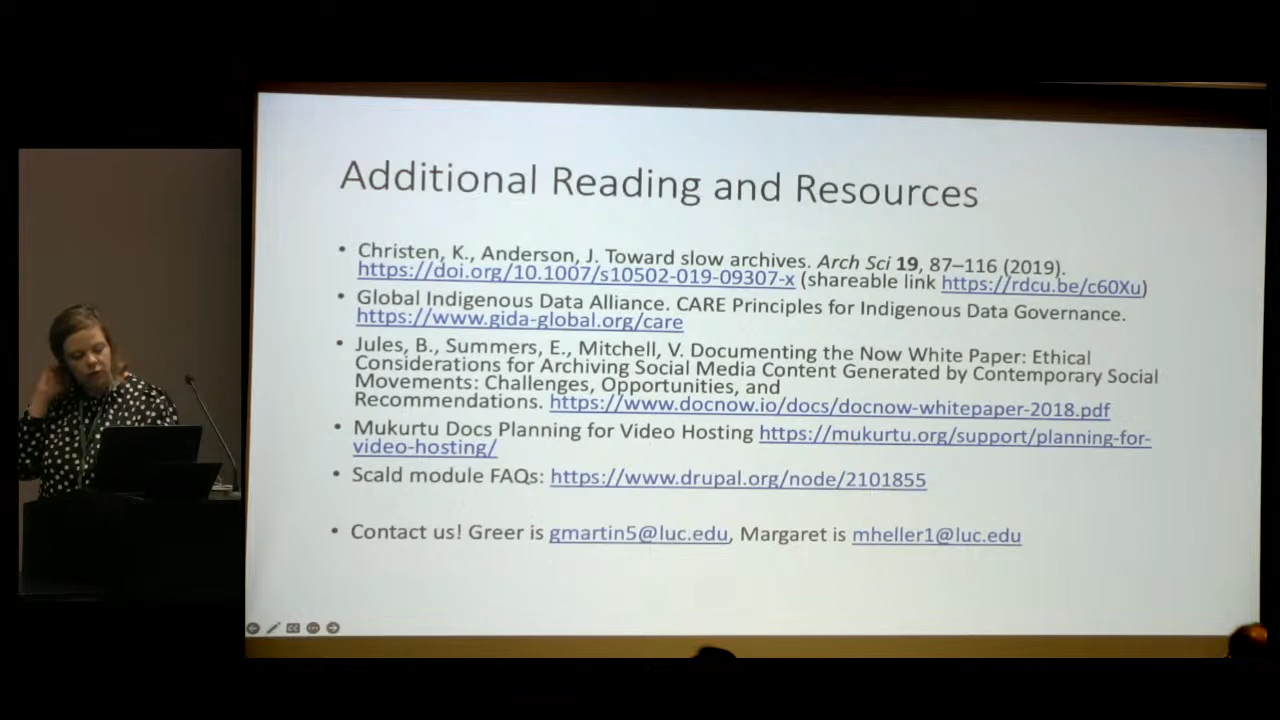 Additional Reading and Resources
• Christen, K., Anderson, J. Toward slow archives. Arch Sci 19, 87–116 (2019).
https://doi.org/10.1007/s10502-019-09307-x (shareable link https://rdcu.be/c60Xu)
• Global Indigenous Data Alliance. CARE Principles for Indigenous Data Governance.
https://www.gida-global.org/care
• Jules, B., Summers, E., Mitchell, V. Documenting the Now White Paper: Ethical
Considerations for Archiving Social Media Content Generated by Contemporary Social
Movements: Challenges, Opportunities, and
Recommendations. https://www.docnow.io/docs/docnow-whitepaper-2018.pdf
• Mukurtu Docs Planning for Video Hosting https://mukurtu.org/support/planning-for-
video-hosting/
• Scald module FAQs: https://www.drupal.org/node/2101855
• Contact us! Greer is gmartin5@luc.edu, Margaret is mheller1@luc.edu